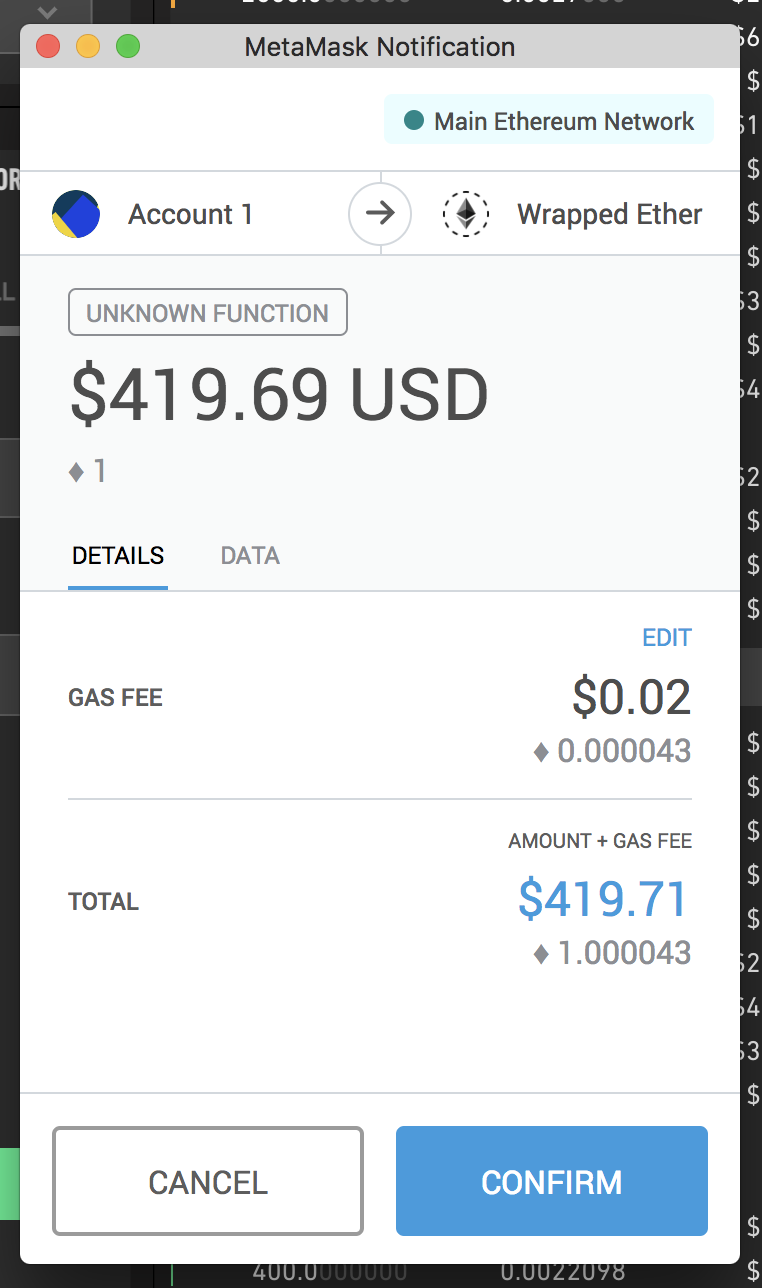 MetaMask Notification
Main Ethereum Network
Account 1
Wrapped Ether
UNKNOWN FUNCTION
$419.69 USD
♦ 1
DETAILS DATA
EDIT
GAS FEE
$0.02
♦ 0.000043
AMOUNT + GAS FEE
TOTAL
$419.71
♦ 1.000043
CANCEL
CONFIRM
400.0000000 0.0022098